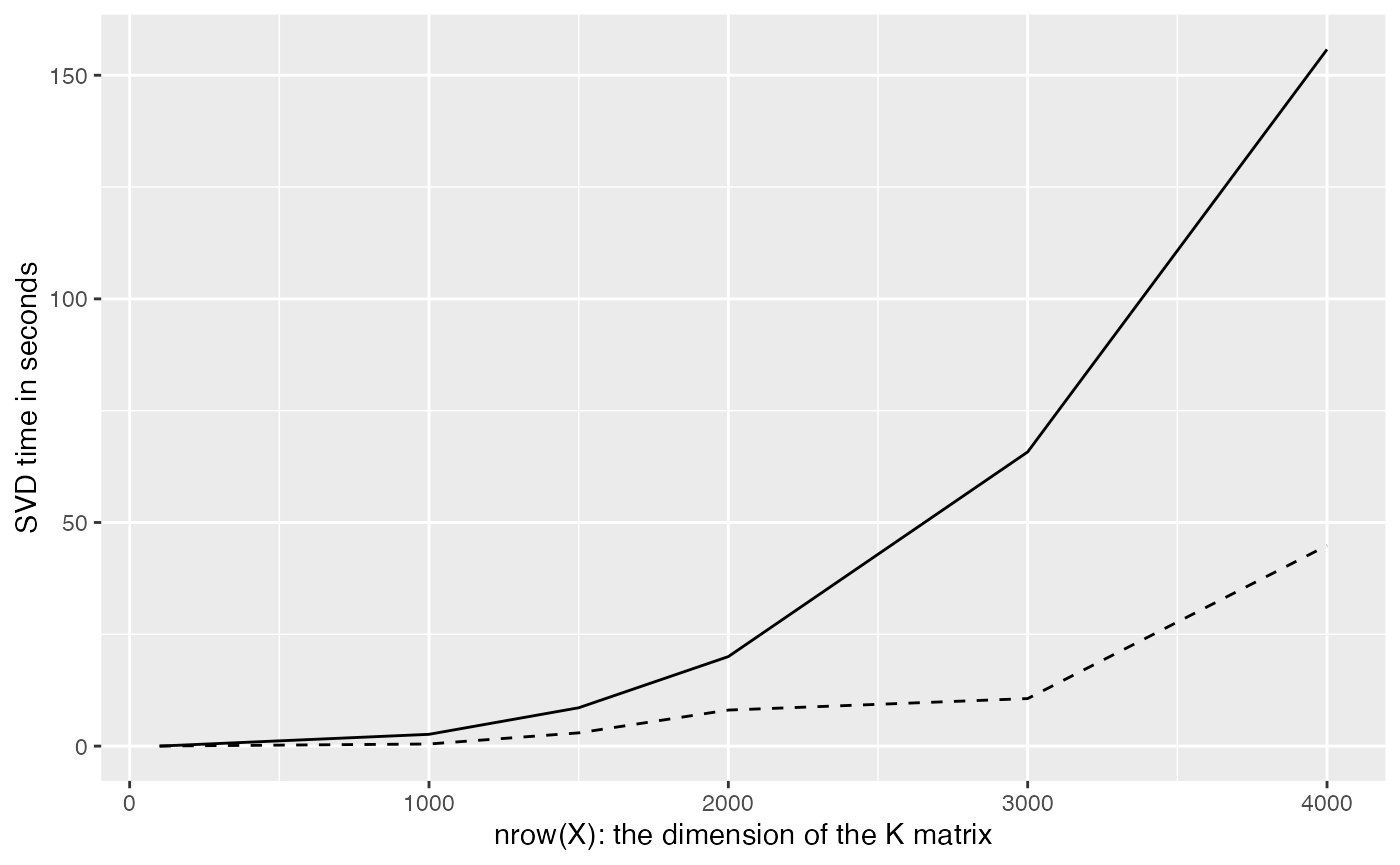 150
100
50
0
SVD time in seconds
0 1000 2000 3000 4000
nrow(X): the dimension of the K matrix